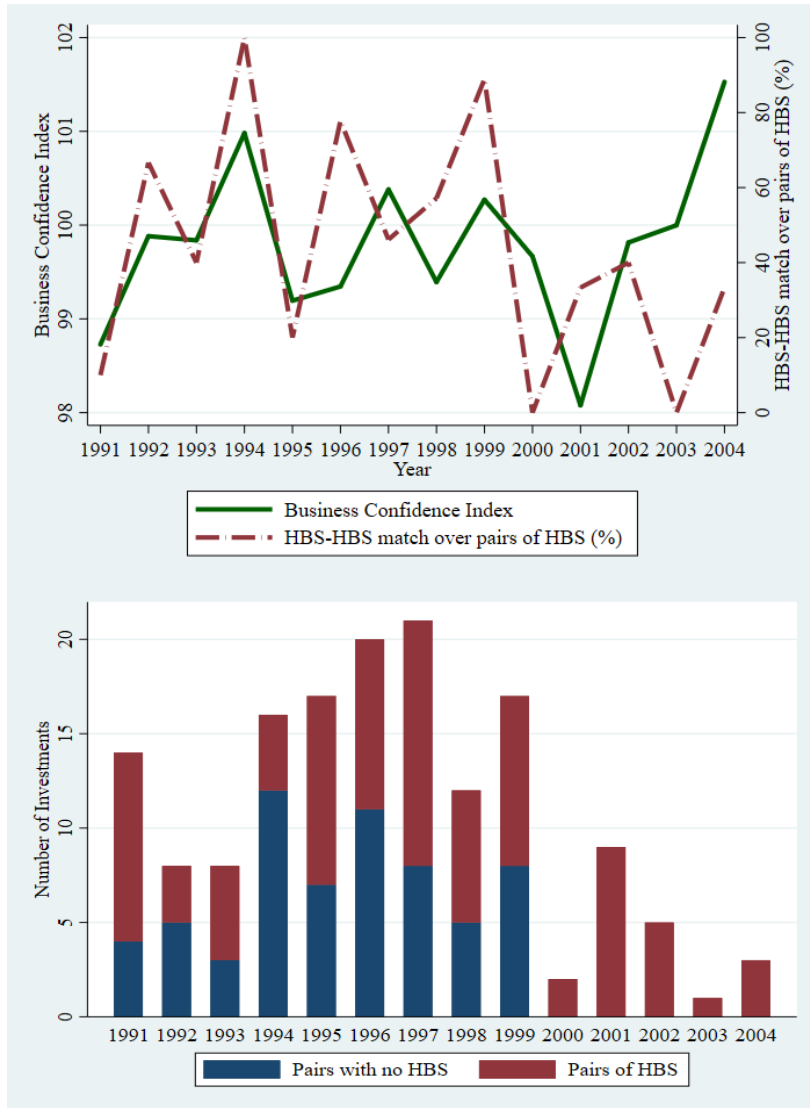 102
101
100
99
98
Business Confidence Index
100
80
60
40
20
0
HBS-HBS match over pairs of HBS (%)
1991 1992 1993 1994 1995 1996 1997 1998 1999 2000 2001 2002 2003 2004
Year
Business Confidence Index
HBS-HBS match over pairs of HBS (%)
20
15
10
5
0
Number of Investments
1991 1992 1993 1994 1995 1996 1997 1998 1999 2000 2001 2002 2003 2004
Pairs with no HBS Pairs of HBS